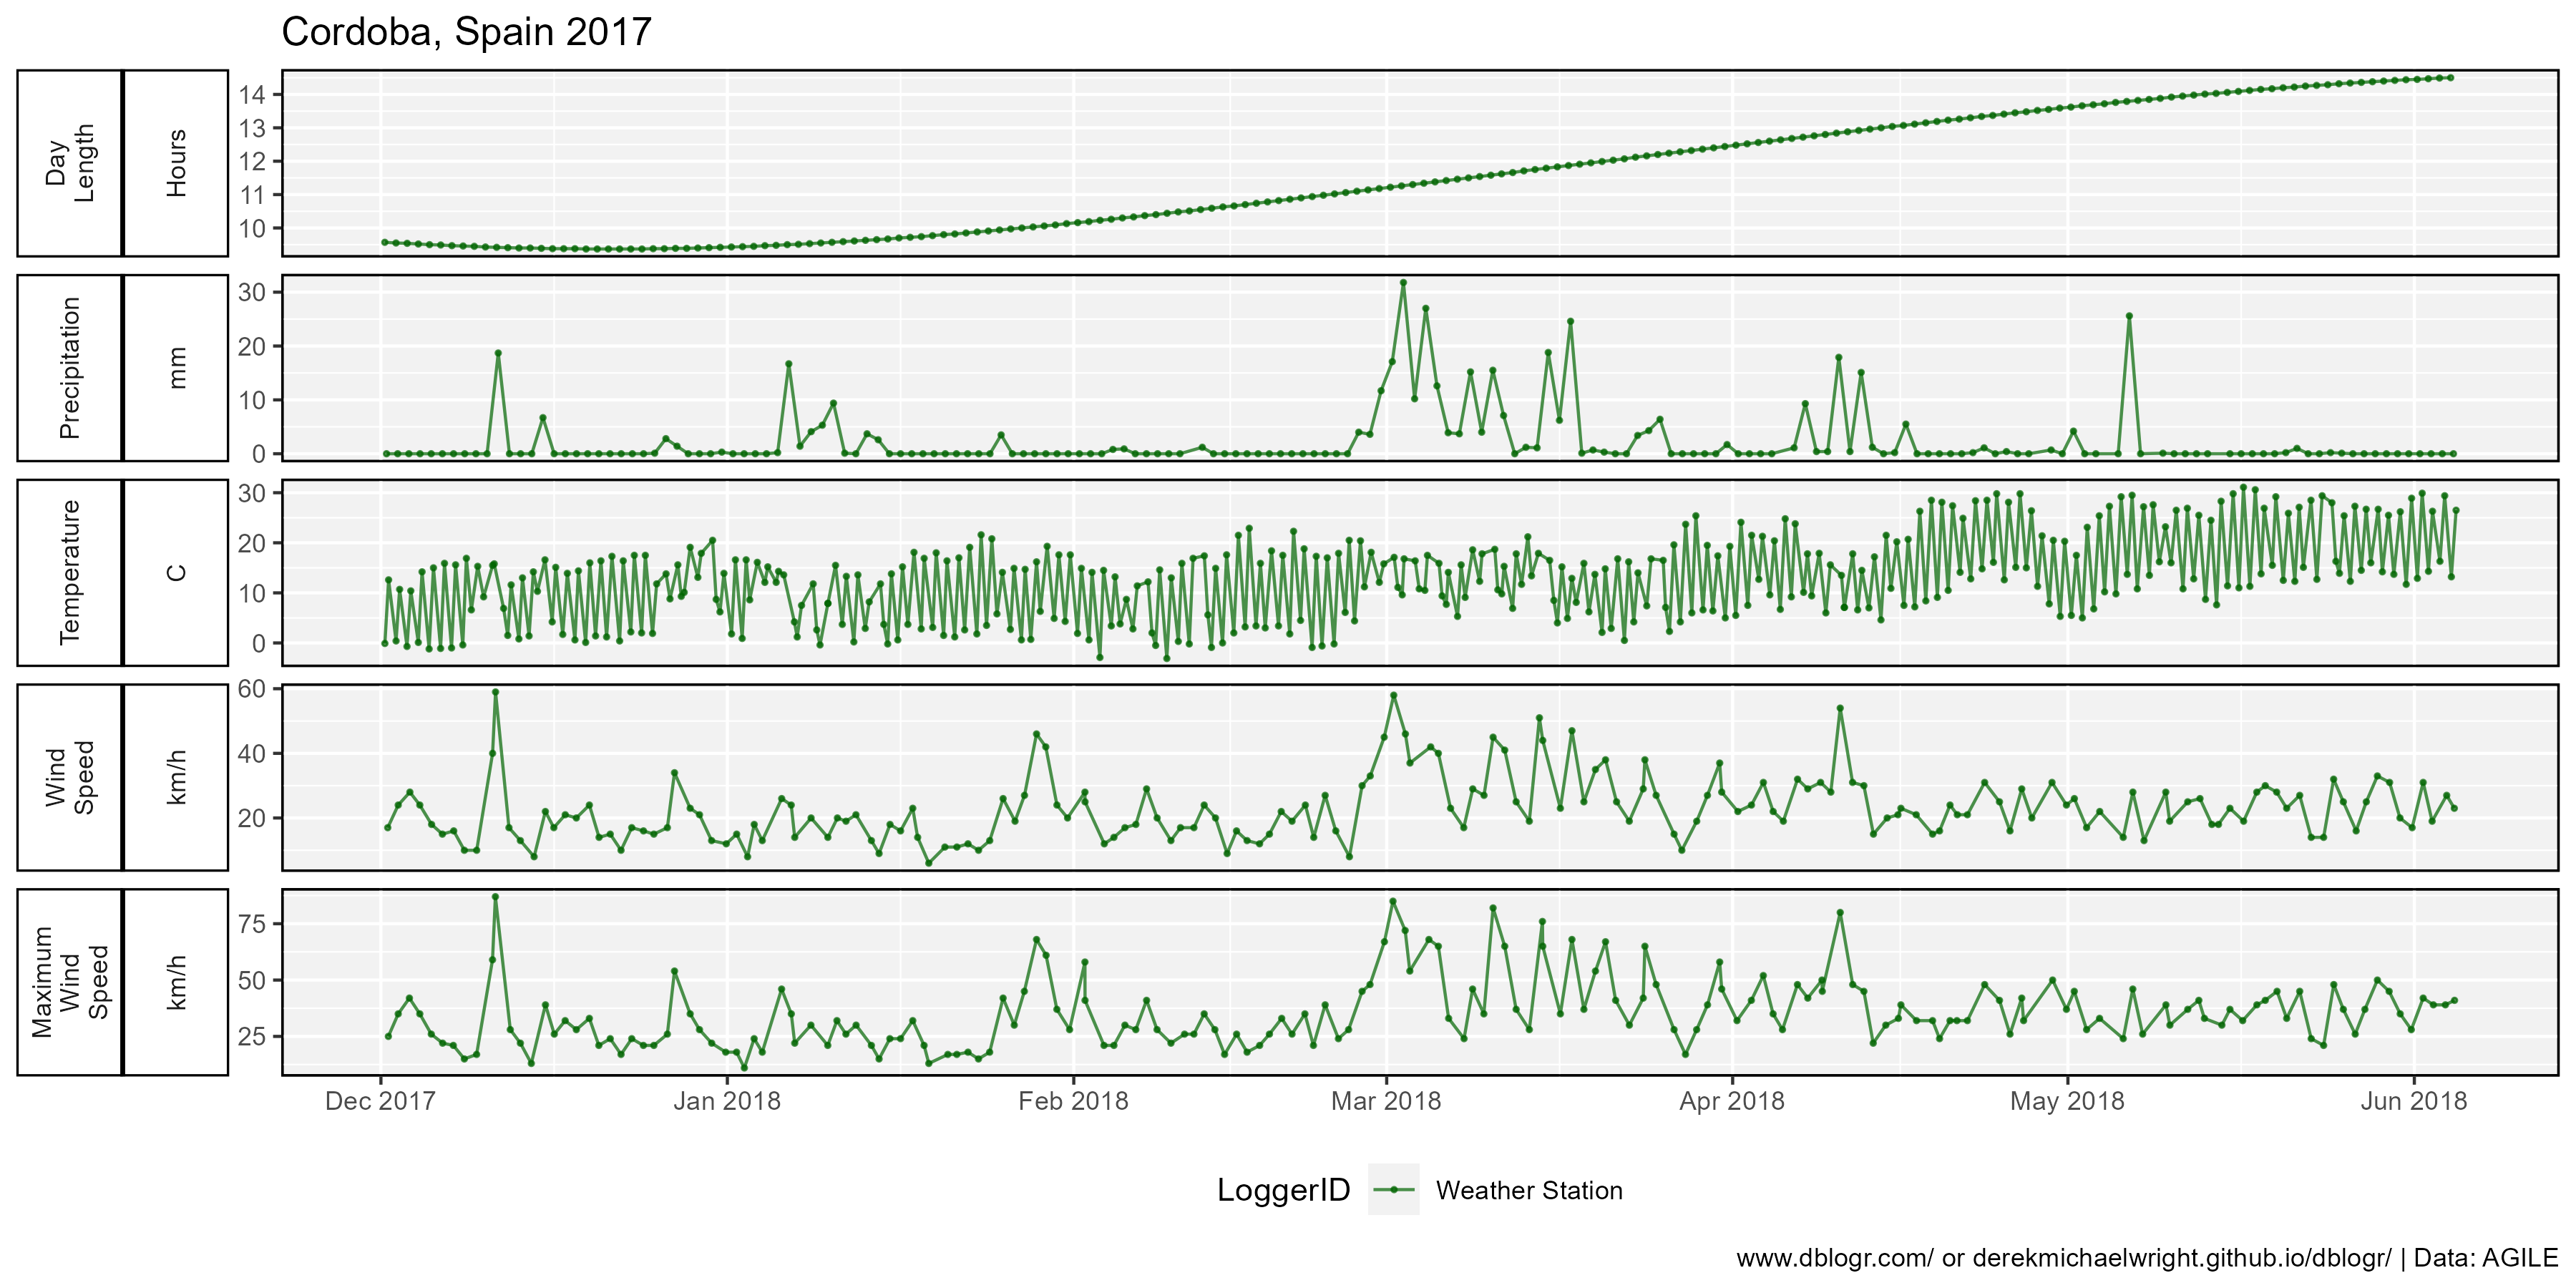 Cordoba, Spain 2017
Day
Length
Hours
14
13
12
11
10
Precipitation
mm
30
20
10
0
Temperature
C
30
20
10
0
Wind
Speed
km/h
60
40
20
Maximum
Wind
Speed
km/h
75
50
25
Dec 2017
Jan 2018
Feb 2018
Mar 2018
Apr 2018
May 2018
Jun 2018
LoggerID
Weather Station
www.dblogr.com/ or derekmichaelwright.github.io/dblogr/ | Data: AGILE